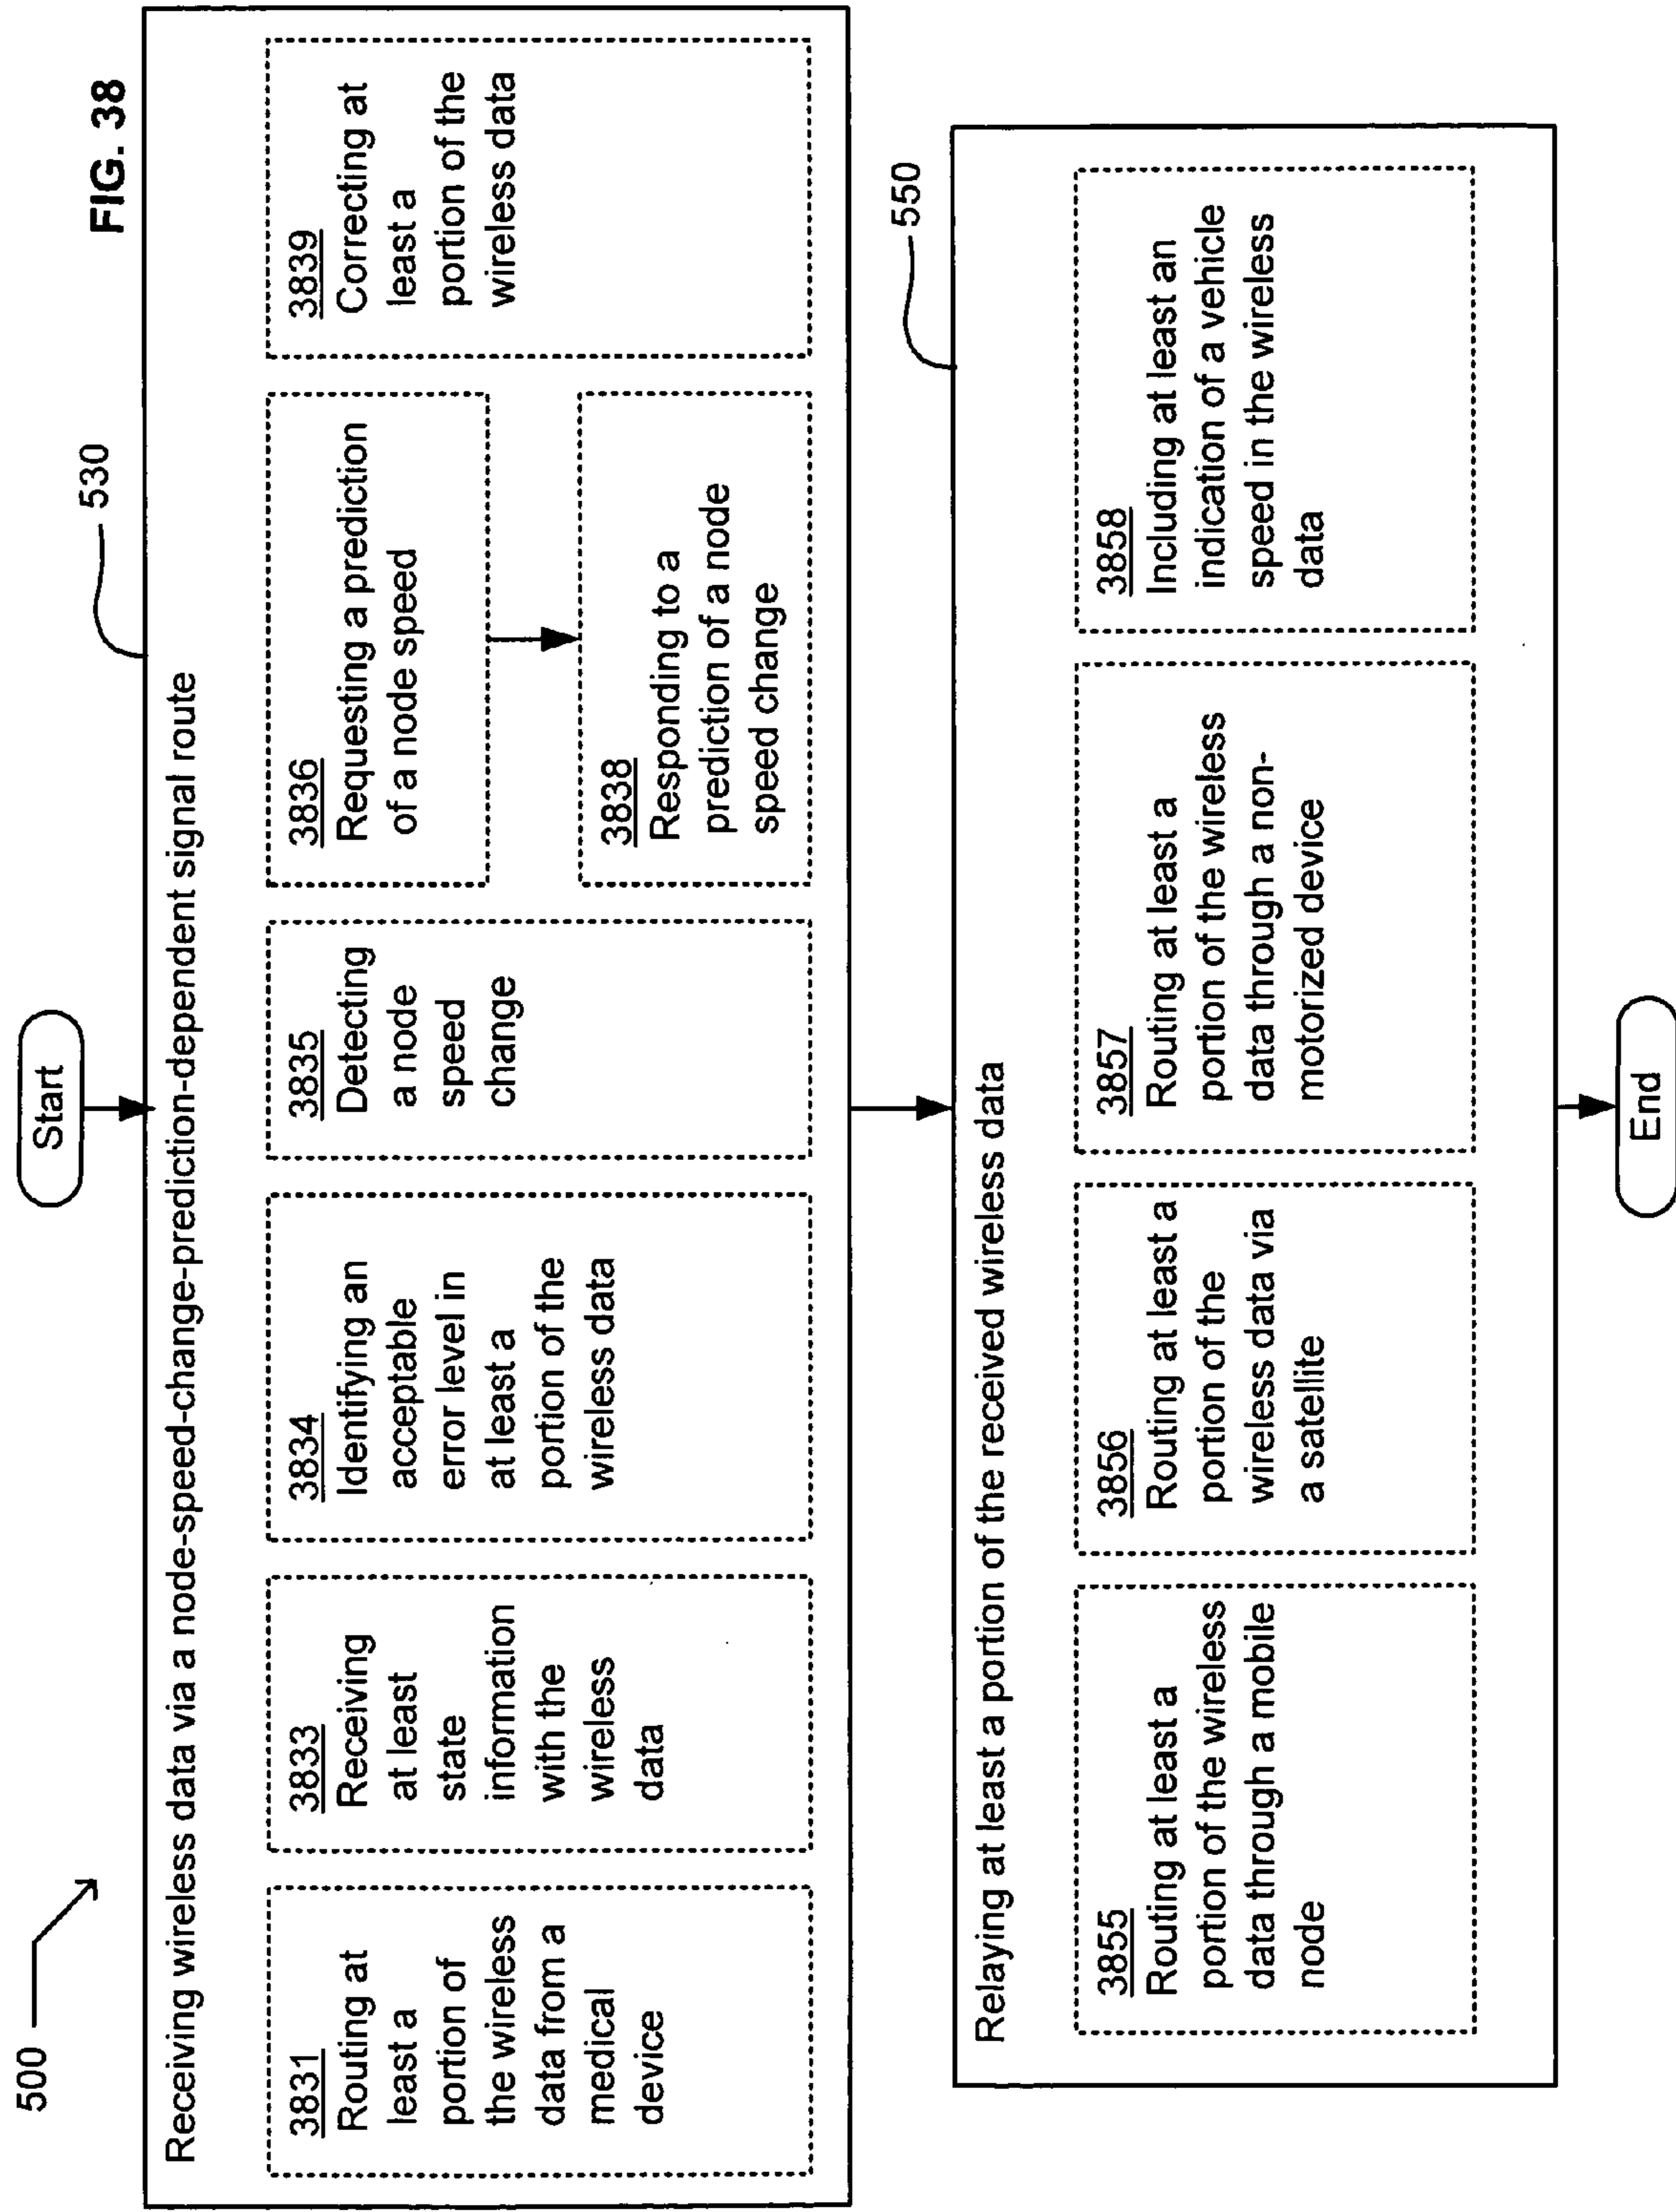 500
Start
FIG. 38
530
Receiving wireless data via a node-speed-change-prediction-dependent signal route
3831
Routing at
least a
portion of
the wireless
data from a
medical
device
3833
Receiving
at least
state
information
with the
wireless
data
3834
Identifying an
acceptable
error level in
at least a
portion of the
wireless data
3835
Detecting
a node
speed
change
3836
Requesting a prediction
of a node speed
3838
Responding to a
prediction of a node
speed change
3839
Correcting at
least a
portion of the
wireless data
550
Relaying at least a portion of the received wireless data
3855
Routing at least a
portion of the wireless
data through a mobile
node
3856
Routing at least a
portion of the
wireless data via
a satellite
3857
Routing at least a
portion of the wireless
data through a non-
motorized device
3858
Including at least an
indication of a vehicle
speed in the wireless
data
End